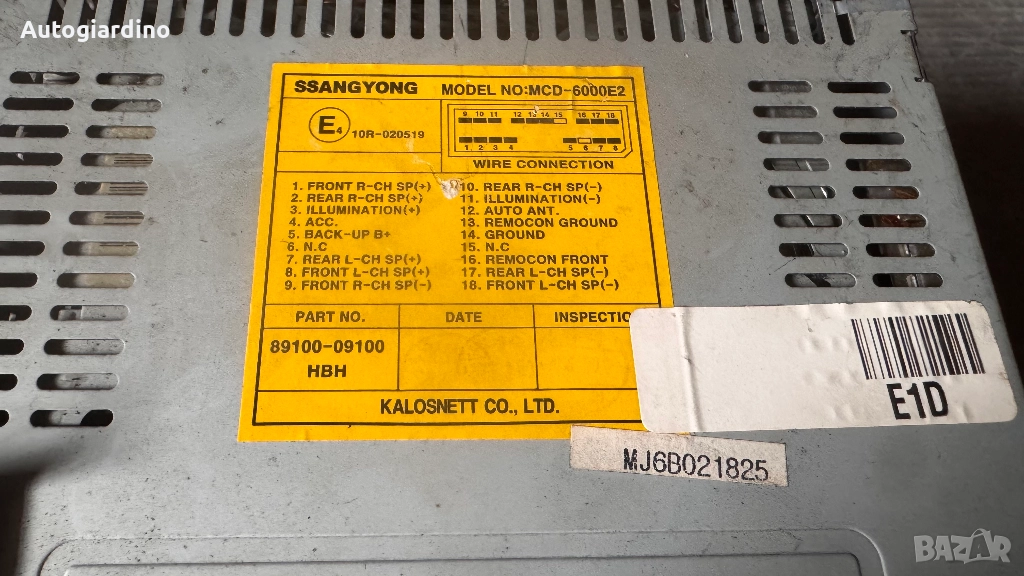 Autogiardino
SSANGYONG MODEL NO:MCD-6000E2
E4 10R-020519
9 10 11 12 13 14 15 16 17 18
1 2 3 4 5 6 7 8
WIRE CONNECTION
1. FRONT R-CH SP(+)
2. REAR R-CH SP(+)
3. ILLUMINATION(+)
4. ACC.
5. BACK-UP B+
6. N.C
7. REAR L-CH SP(+)
8. FRONT L-CH SP(+)
9. FRONT R-CH SP(-)
10. REAR R-CH SP(-)
11. ILLUMINATION(-)
12. AUTO ANT.
13. REMOCON GROUND
14. GROUND
15. N.C
16. REMOCON FRONT
17. REAR L-CH SP(-)
18. FRONT L-CH SP(-)
PART NO. DATE INSPECTIO
89100-09100
HBH
KALOSNETT CO., LTD.
E1D
MJ6B021825
BAZAR